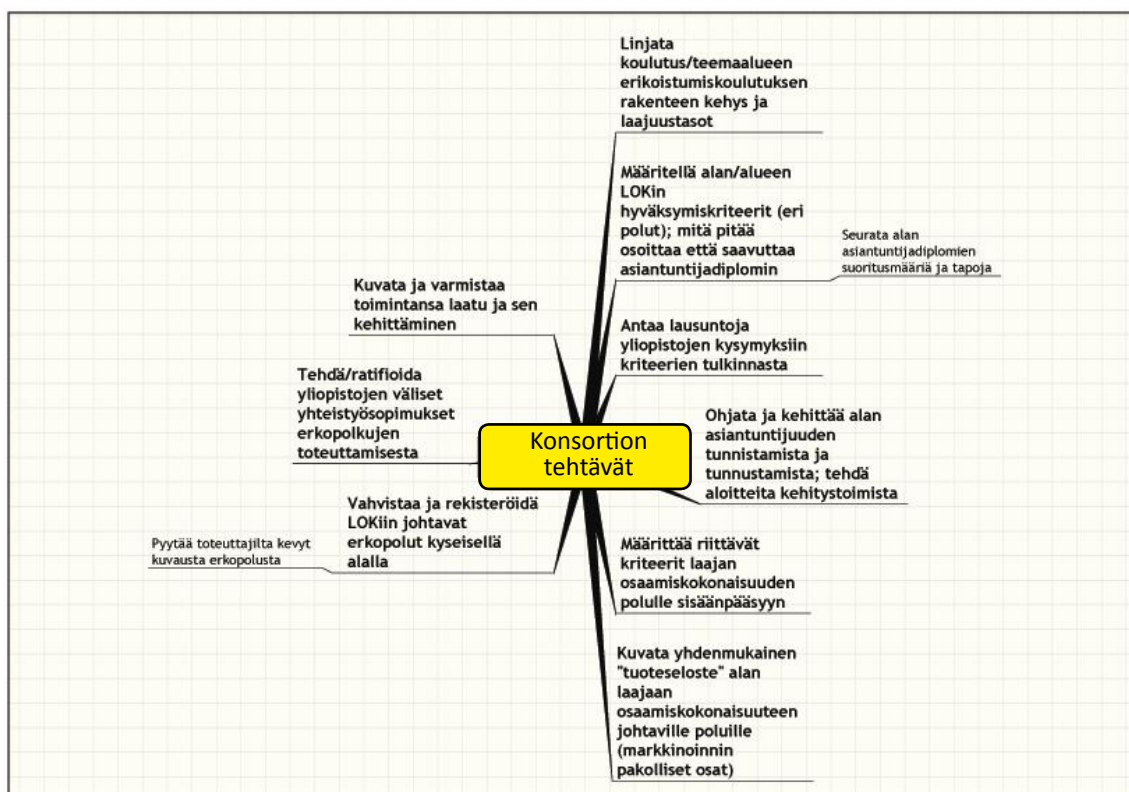 Linjata
koulutus/teemaalueen
erikoistumiskoulutuksen
rakenteen kehys ja
laajuustasot
Määritellä alan/alueen
LOKin
hyväksymiskriteerit (eri
polut); mitä pitää
osoittaa että saavuttaa
asiantuntijadiplomin
Seurata alan
asiantuntijadiplomien
suoritusmääriä ja tapoja
Antaa lausuntoja
yliopistojen kysymyksiin
kriteerien tulkinnasta
Ohjata ja kehittää alan
asiantuntijuuden
tunnistamista ja
tunnustamista; tehdä
aloitteita kehitystoimista
Määrittää riittävät
kriteerit laajan
osaamiskokonaisuuden
polulle sisäänpääsyyn
Kuvata yhdenmukainen
"tuoteseloste" alan
laajaan
osaamiskokonaisuuteen
johtaville poluille
(markkinoinnin
pakolliset osat)
Kuvata ja varmistaa
toimintansa laatu ja sen
kehittäminen
Tehdä/ratifioida
yliopistojen väliset
yhteistyösopimukset
erkopolkujen
toteuttamisesta
Konsortion
tehtävät
Vahvistaa ja rekisteröidä
LOKiin johtavat
erkopolut kyseisellä
alalla
Pyytää toteuttajilta kevyt
kuvausta erkopolusta